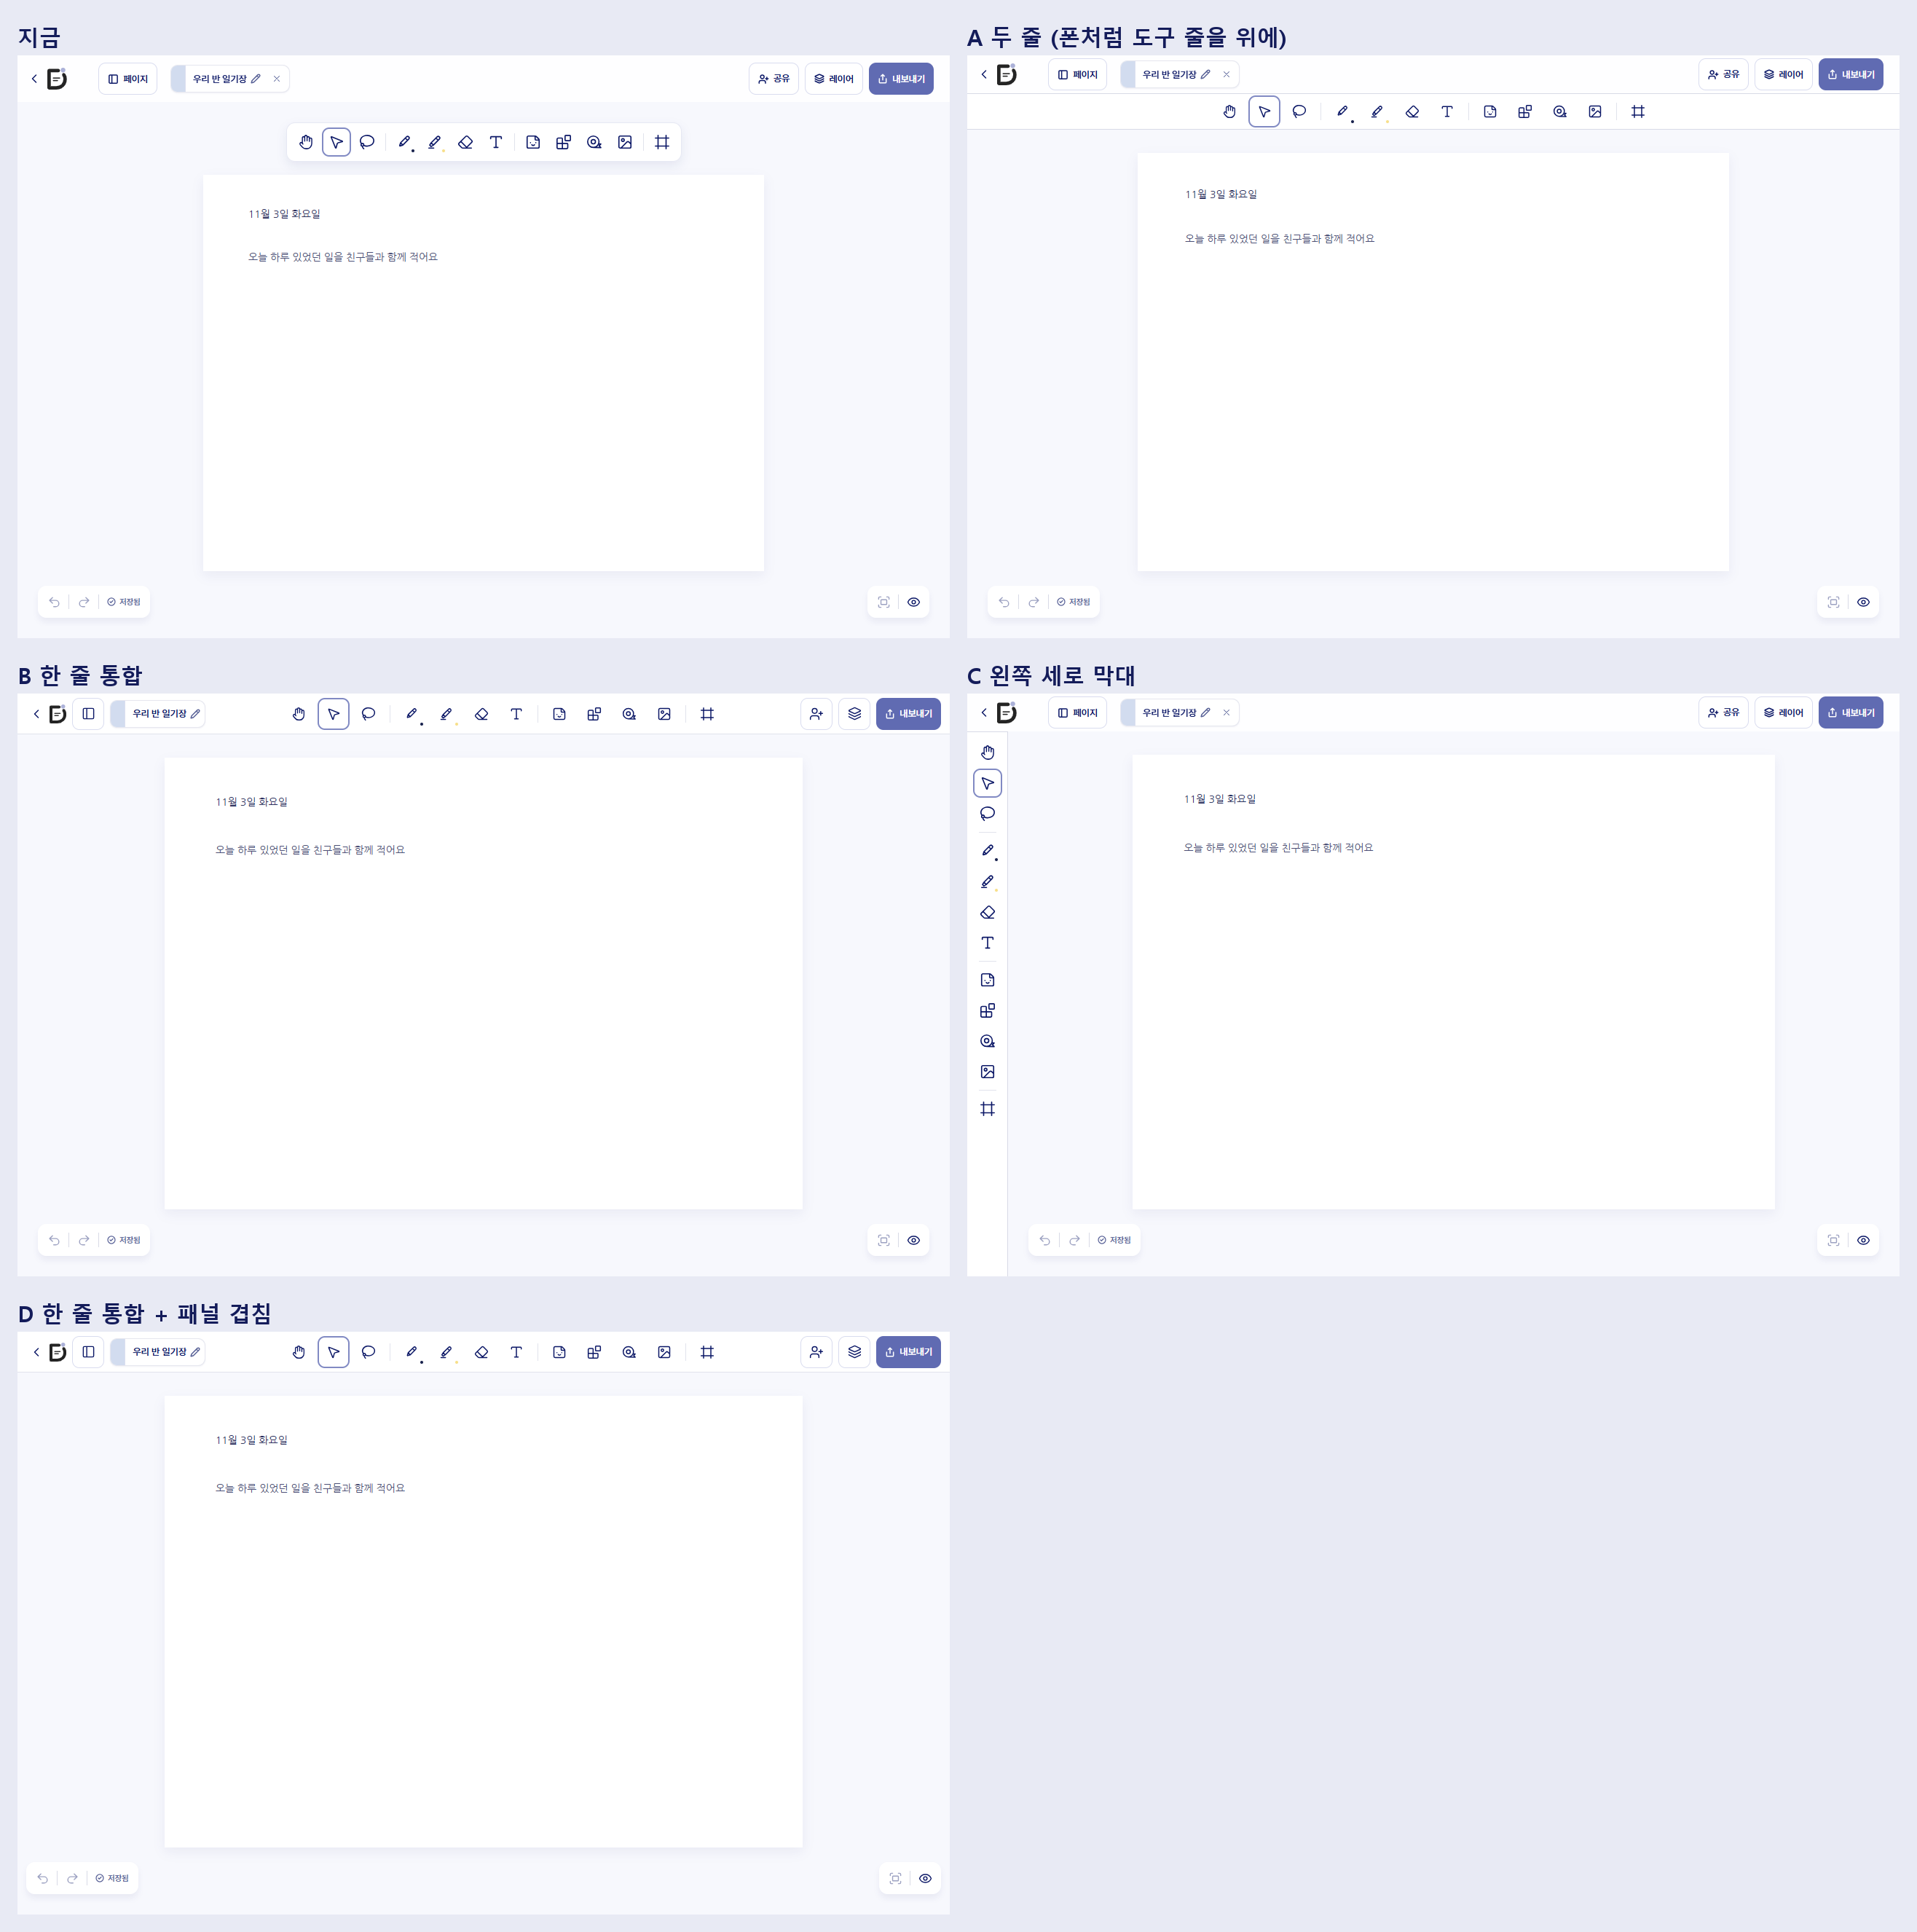 지금
페이지
우리 반 일기장
공유
레이어
내보내기
11월 3일 화요일
오늘 하루 있었던 일을 친구들과 함께 적어요
저장됨
A 두 줄 (폰처럼 도구 줄을 위에)
페이지
우리 반 일기장
공유
레이어
내보내기
11월 3일 화요일
오늘 하루 있었던 일을 친구들과 함께 적어요
저장됨
B 한 줄 통합
우리 반 일기장
내보내기
11월 3일 화요일
오늘 하루 있었던 일을 친구들과 함께 적어요
저장됨
C 왼쪽 세로 막대
페이지
우리 반 일기장
공유
레이어
내보내기
11월 3일 화요일
오늘 하루 있었던 일을 친구들과 함께 적어요
저장됨
D 한 줄 통합 + 패널 겹침
우리 반 일기장
내보내기
11월 3일 화요일
오늘 하루 있었던 일을 친구들과 함께 적어요
저장됨